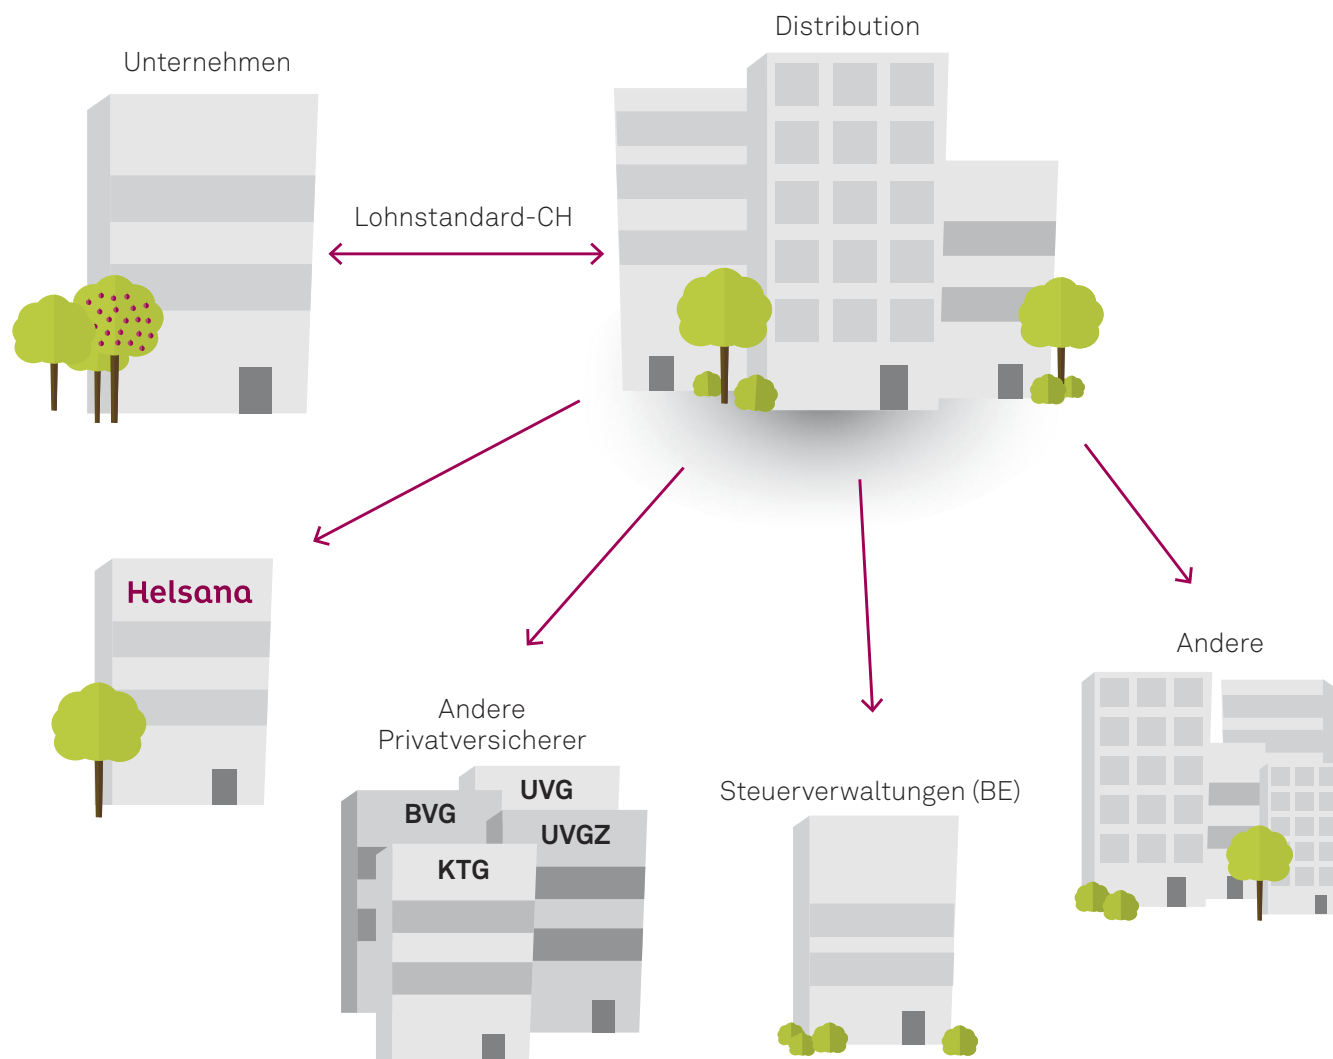 Distribution
Unternehmen
Lohnstandard-CH
Helsana
Andere
Andere
Privatversicherer
UVG
BVG
UVGZ
KTG
Steuerverwaltungen (BE)